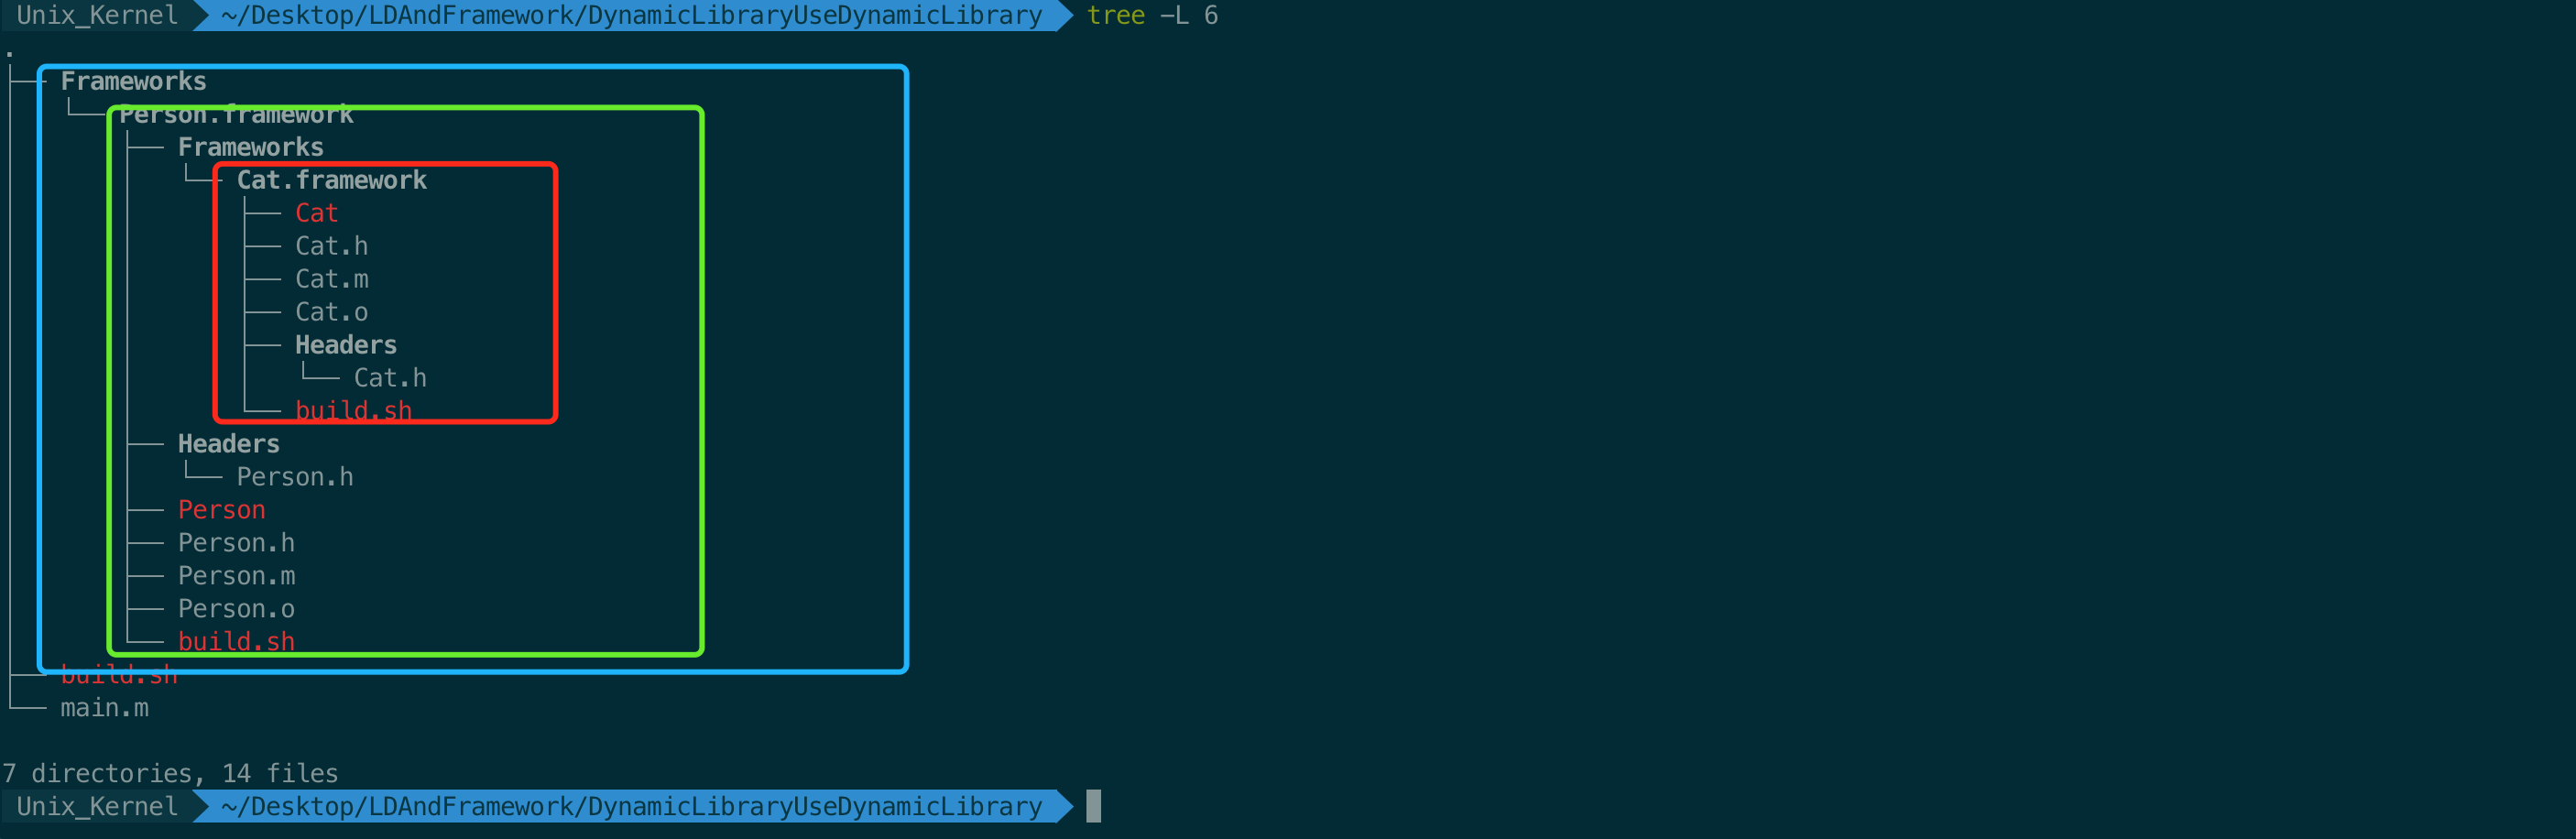 Unix_Kernel ~/Desktop/LDAndFramework/DynamicLibraryUseDynamicLibrary tree -L 6
.
├── Frameworks
│   └── Person.framework
│       ├── Frameworks
│       │   └── Cat.framework
│       │       ├── Cat
│       │       ├── Cat.h
│       │       ├── Cat.m
│       │       ├── Cat.o
│       │       ├── Headers
│       │       │   └── Cat.h
│       │       └── build.sh
│       ├── Headers
│       │   └── Person.h
│       ├── Person
│       ├── Person.h
│       ├── Person.m
│       ├── Person.o
│       └── build.sh
├── build.sh
└── main.m
7 directories, 14 files
Unix_Kernel ~/Desktop/LDAndFramework/DynamicLibraryUseDynamicLibrary